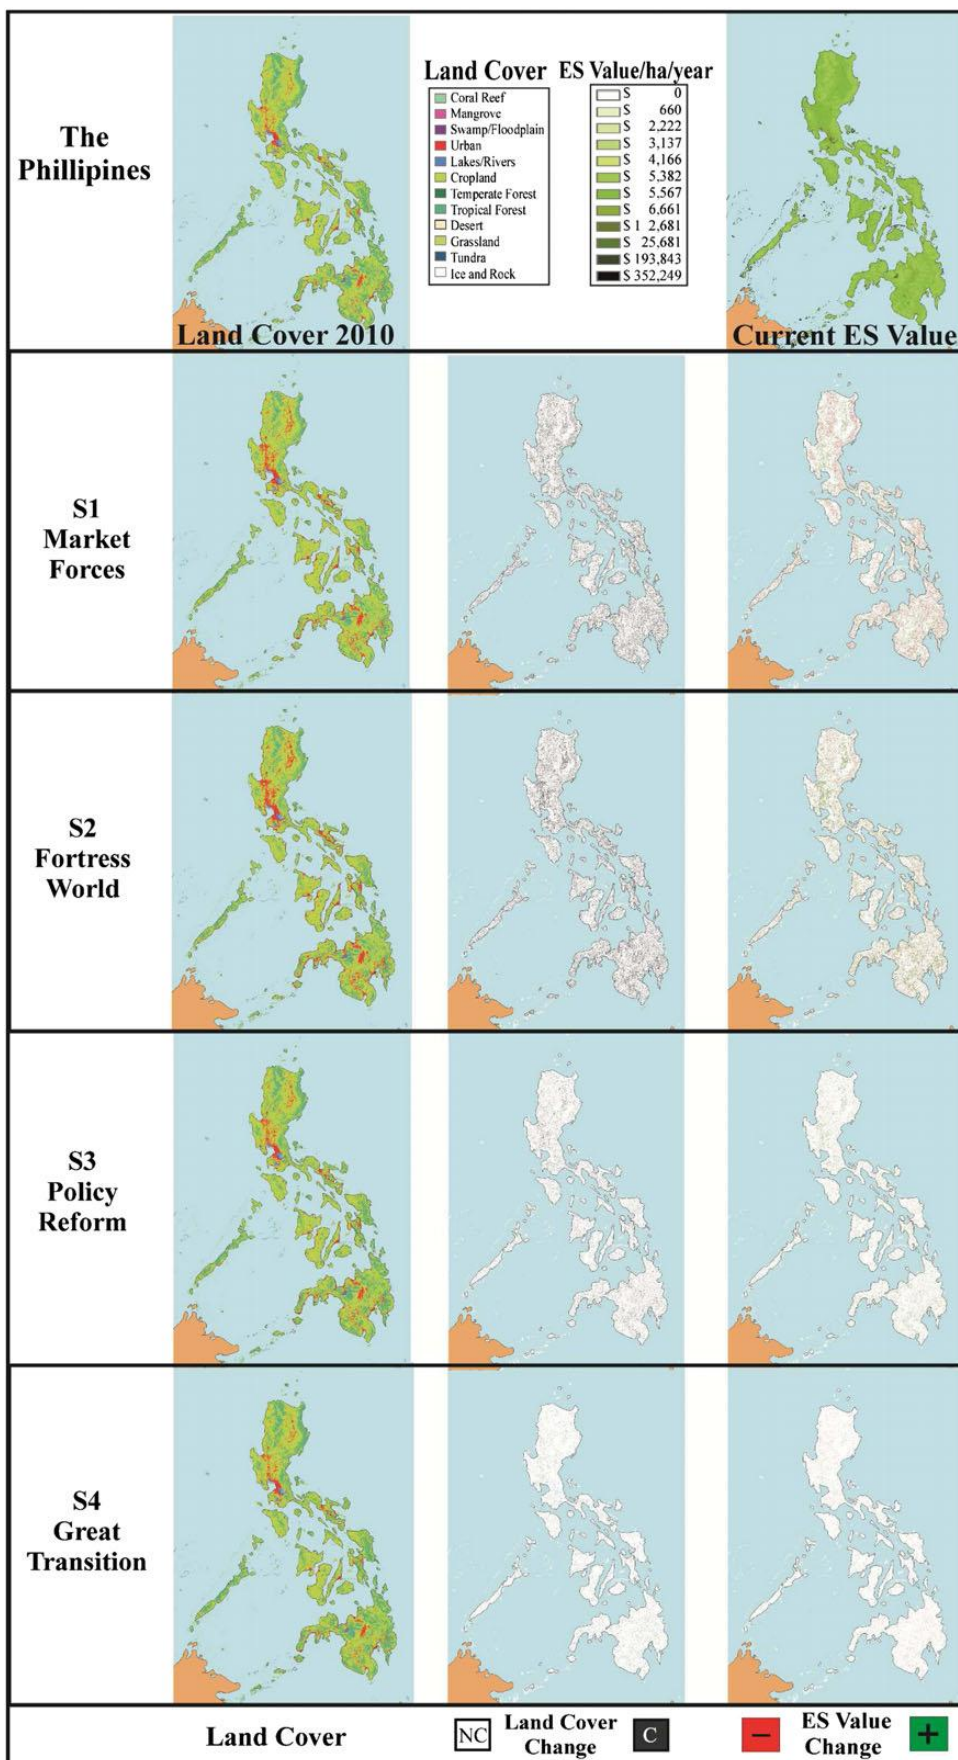 The
Phillipines
Land Cover
Coral Reef
Mangrove
Swamp/Floodplain
Urban
Lakes/Rivers
Cropland
Temperate Forest
Tropical Forest
Desert
Grassland
Tundra
Ice and Rock
ES Value/ha/year
$ 0
$ 660
$ 2,222
$ 3,137
$ 4,166
$ 5,382
$ 5,567
$ 6,661
$ 1 2,681
$ 25,681
$ 193,843
$ 352,249
Land Cover 2010
Current ES Value
S1
Market
Forces
S2
Fortress
World
S3
Policy
Reform
S4
Great
Transition
Land Cover
NC
Land Cover
Change
C
−
ES Value
Change
+